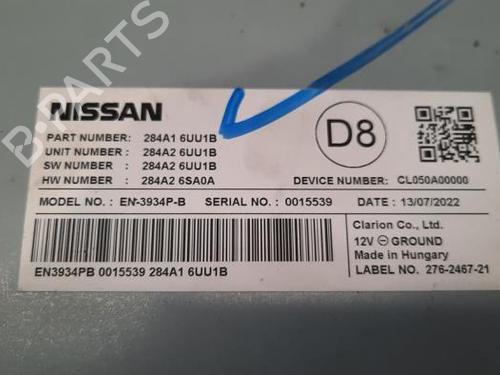 B-PARTS
NISSAN
D8
PART NUMBER: 284A1 6UU1B
UNIT NUMBER : 284A2 6UU1B
SW NUMBER : 284A2 6UU1B
HW NUMBER : 284A2 6SA0A
DEVICE NUMBER: CL050A00000
MODEL NO. : EN-3934P-B SERIAL NO. : 0015539 DATE : 13/07/2022
Clarion Co., Ltd.
12V ⊖ GROUND
Made in Hungary
EN3934PB 0015539 284A1 6UU1B
LABEL NO. 276-2467-21